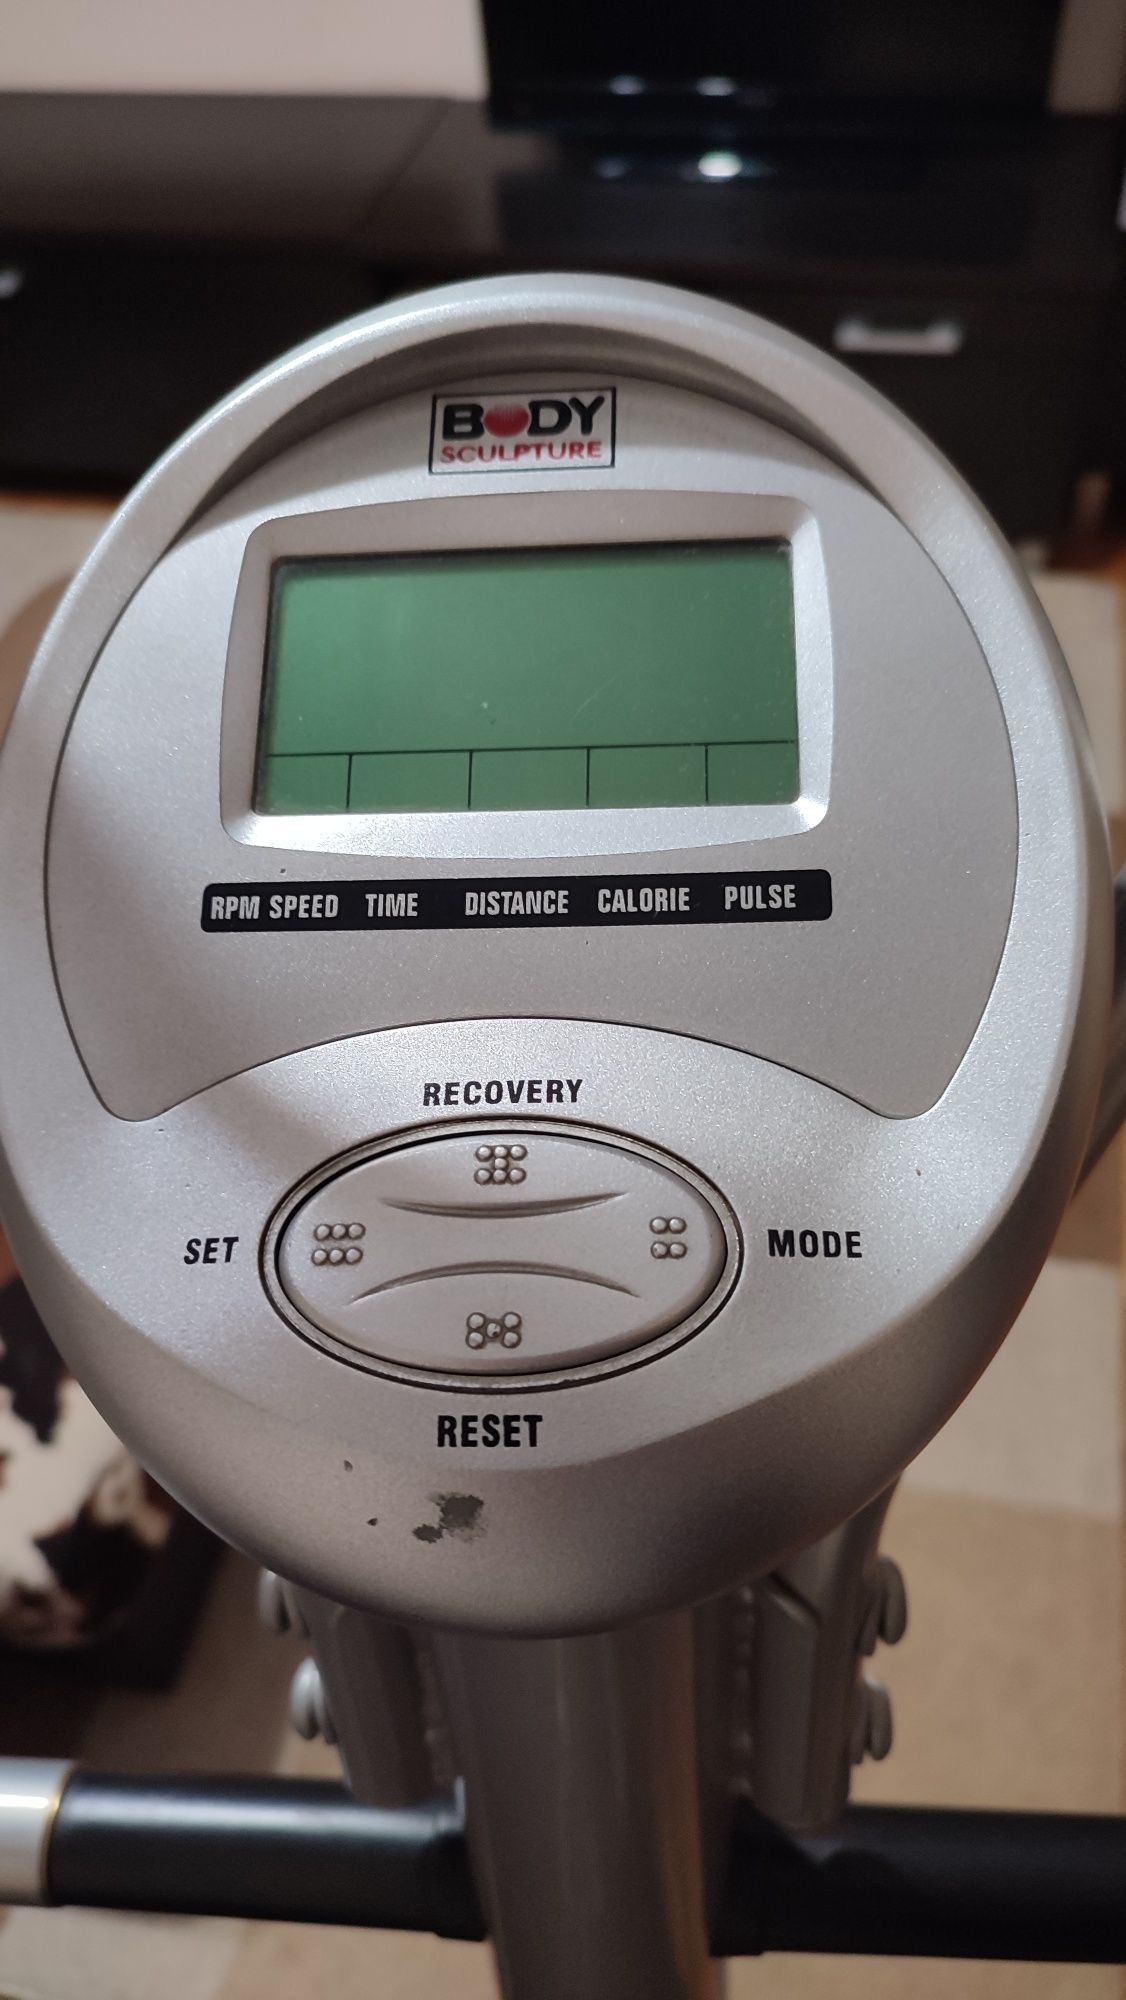 BODY
SCULPTURE
RPM SPEED TIME DISTANCE CALORIE PULSE
RECOVERY
SET MODE
RESET